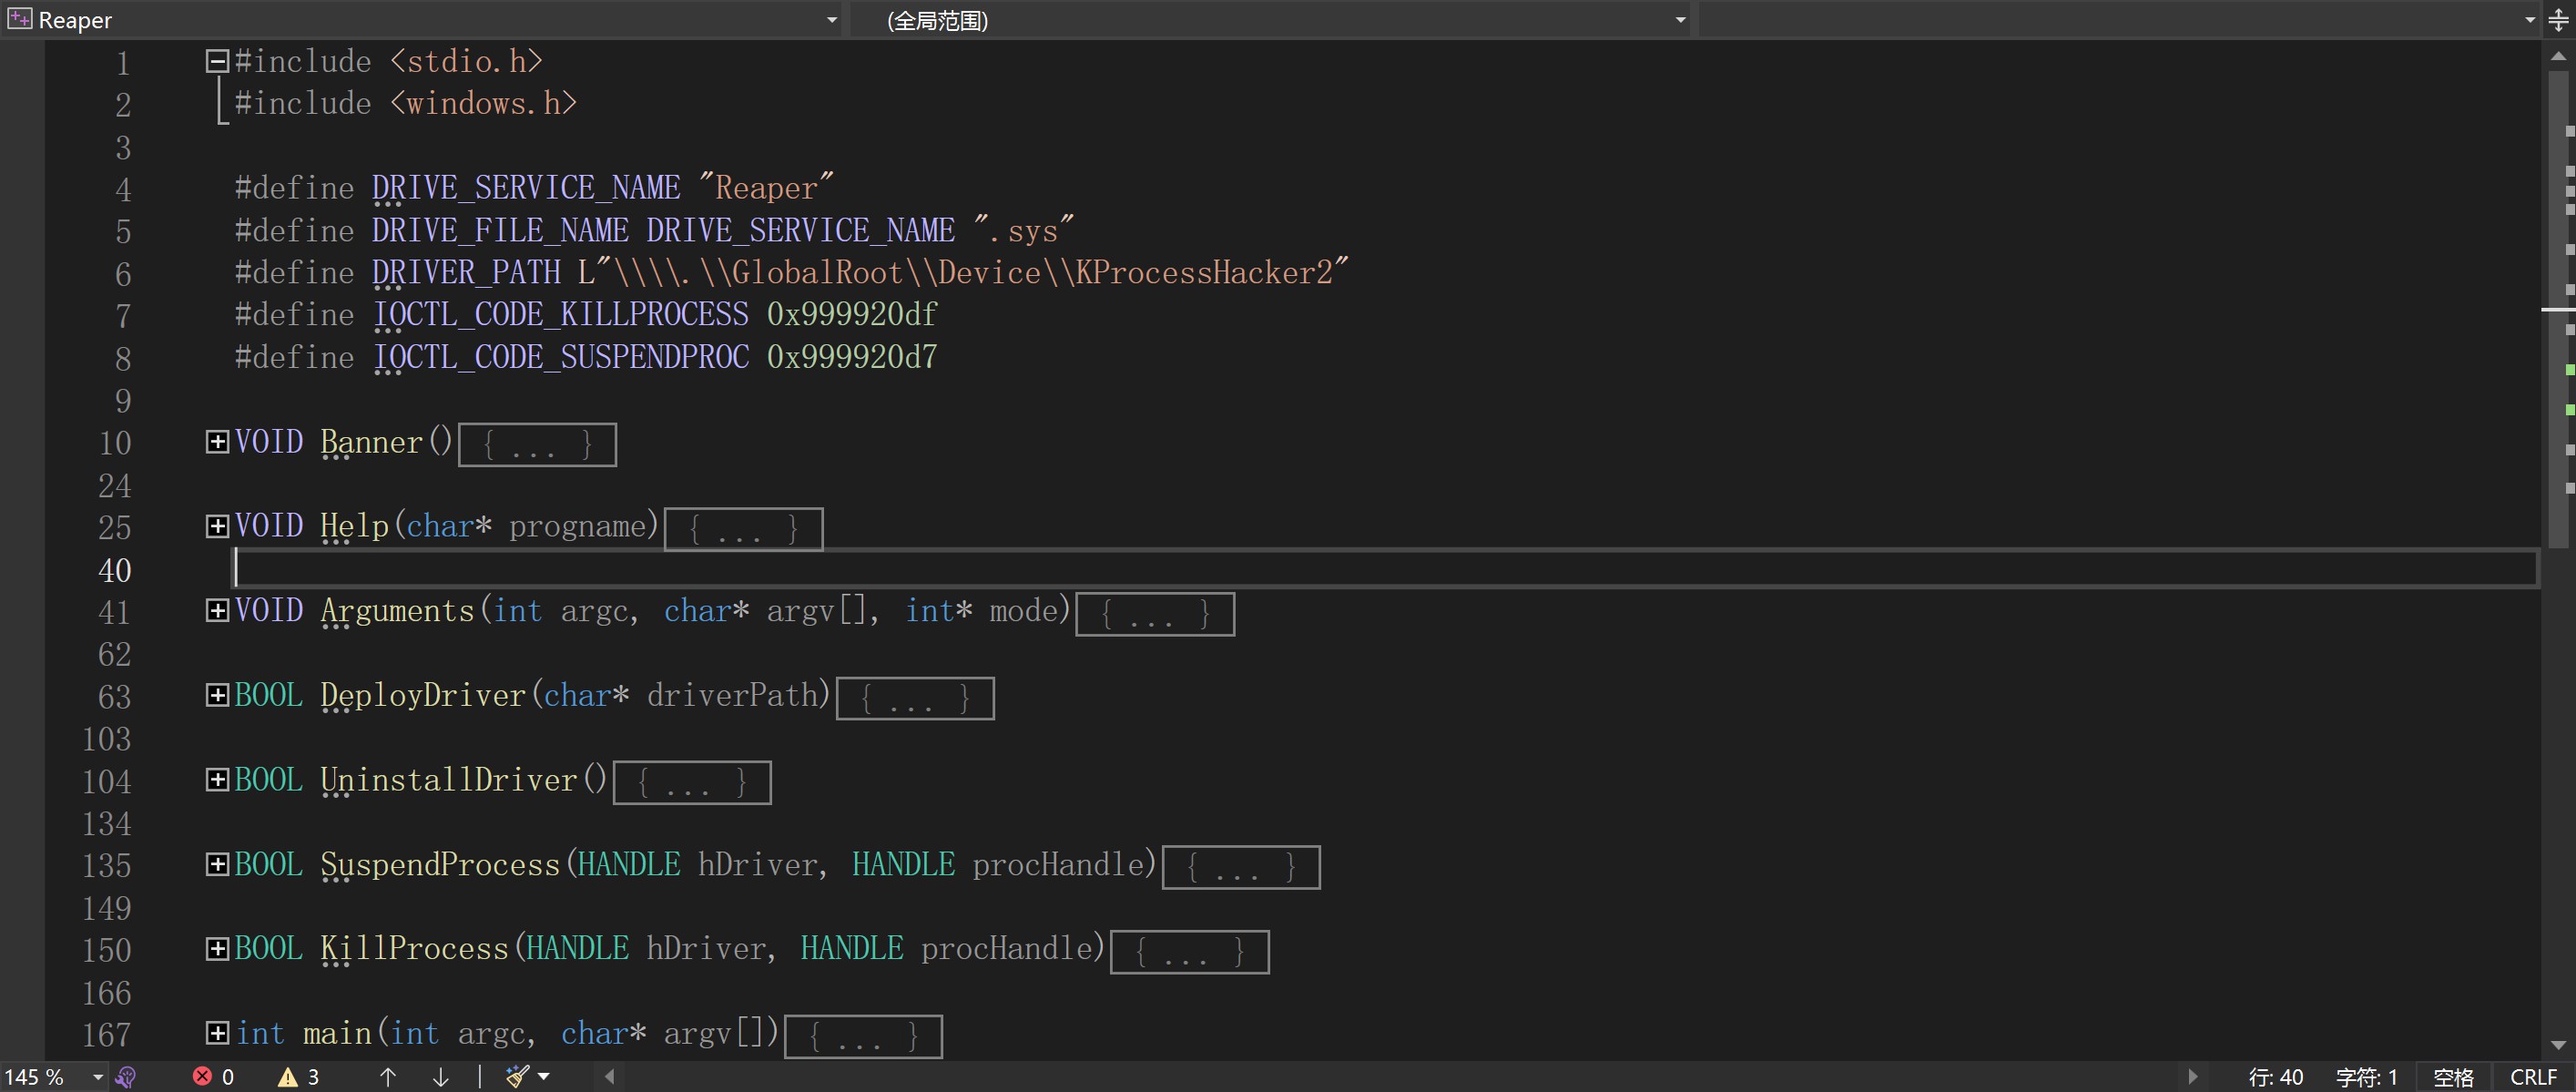 Reaper (全局范围)
1 #include <stdio.h>
2 #include <windows.h>
3
4 #define DRIVE_SERVICE_NAME "Reaper"
5 #define DRIVE_FILE_NAME DRIVE_SERVICE_NAME ".sys"
6 #define DRIVER_PATH L"\\\\.\\GlobalRoot\\Device\\KProcessHacker2"
7 #define IOCTL_CODE_KILLPROCESS 0x999920df
8 #define IOCTL_CODE_SUSPENDPROC 0x999920d7
9
10 VOID Banner() { ... }
24
25 VOID Help(char* progname) { ... }
40
41 VOID Arguments(int argc, char* argv[], int* mode) { ... }
62
63 BOOL DeployDriver(char* driverPath) { ... }
103
104 BOOL UninstallDriver() { ... }
134
135 BOOL SuspendProcess(HANDLE hDriver, HANDLE procHandle) { ... }
149
150 BOOL KillProcess(HANDLE hDriver, HANDLE procHandle) { ... }
166
167 int main(int argc, char* argv[]) { ... }
145 % 0 3 行: 40 字符: 1 空格 CRLF